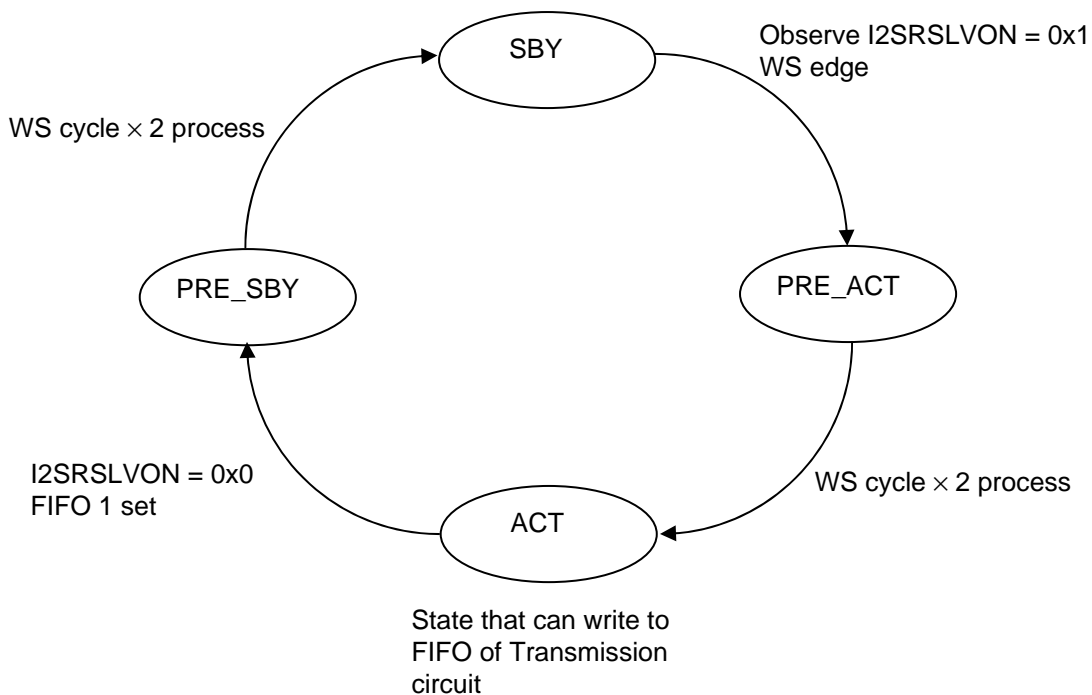 SBY
Observe I2SRSLVON = 0x1
WS edge
WS cycle × 2 process
PRE_SBY
PRE_ACT
I2SRSLVON = 0x0
FIFO 1 set
WS cycle × 2 process
ACT
State that can write to
FIFO of Transmission
circuit